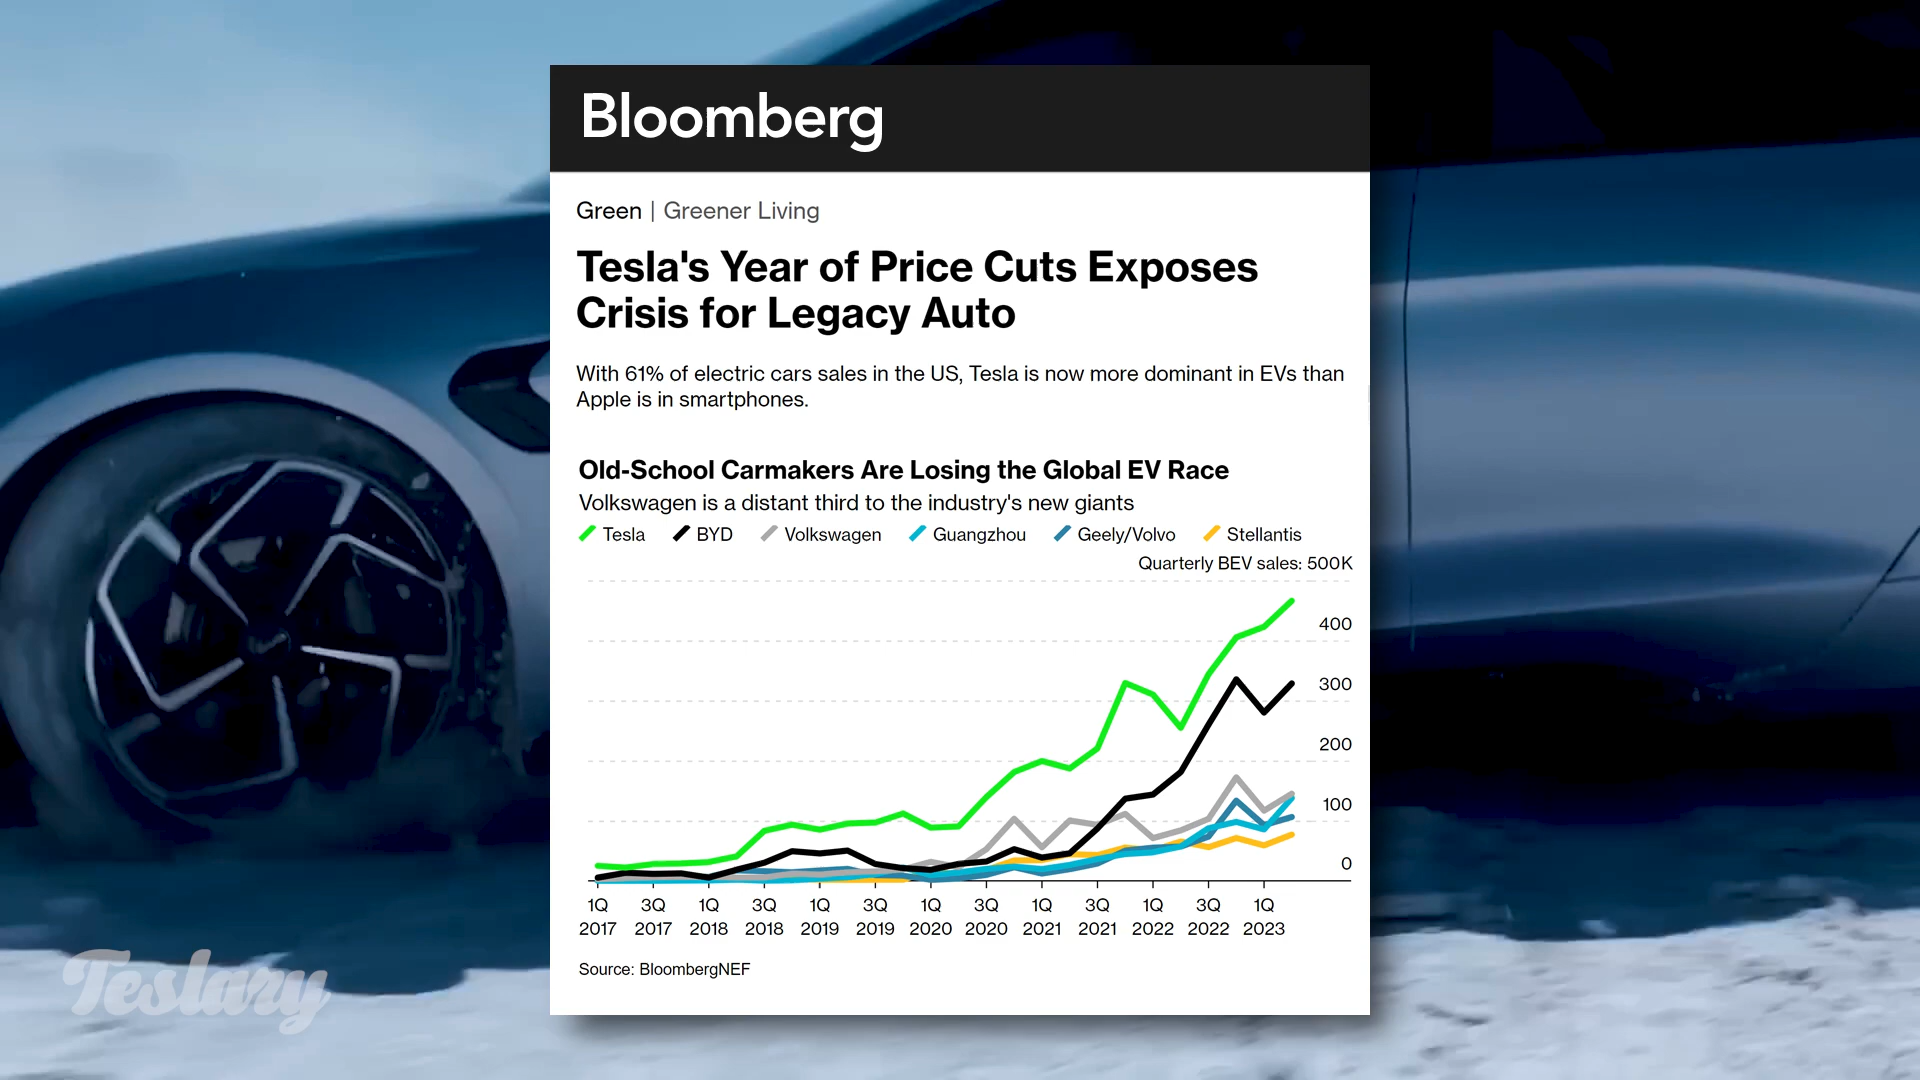 Bloomberg
Green | Greener Living
Tesla's Year of Price Cuts Exposes
Crisis for Legacy Auto
With 61% of electric cars sales in the US, Tesla is now more dominant in EVs than
Apple is in smartphones.
Old-School Carmakers Are Losing the Global EV Race
Volkswagen is a distant third to the industry's new giants
Tesla BYD Volkswagen Guangzhou Geely/Volvo Stellantis
Quarterly BEV sales: 500K
400
300
200
100
0
1Q 3Q 1Q 3Q 1Q 3Q 1Q 3Q 1Q 3Q 1Q 3Q 1Q
2017 2017 2018 2018 2019 2019 2020 2020 2021 2021 2022 2022 2023
Source: BloombergNEF
Teslary